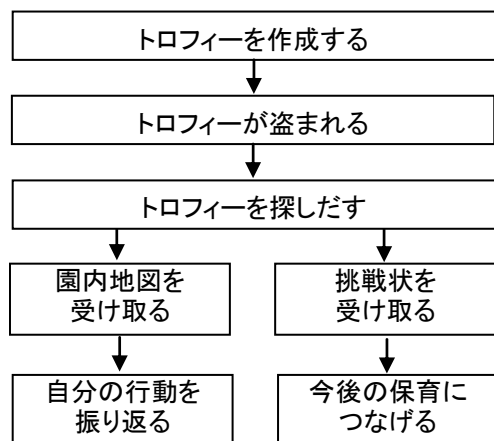 トロフィーを作成する
トロフィーが盗まれる
トロフィーを探しだす
園内地図を
受け取る
挑戦状を
受け取る
自分の行動を
振り返る
今後の保育に
つなげる